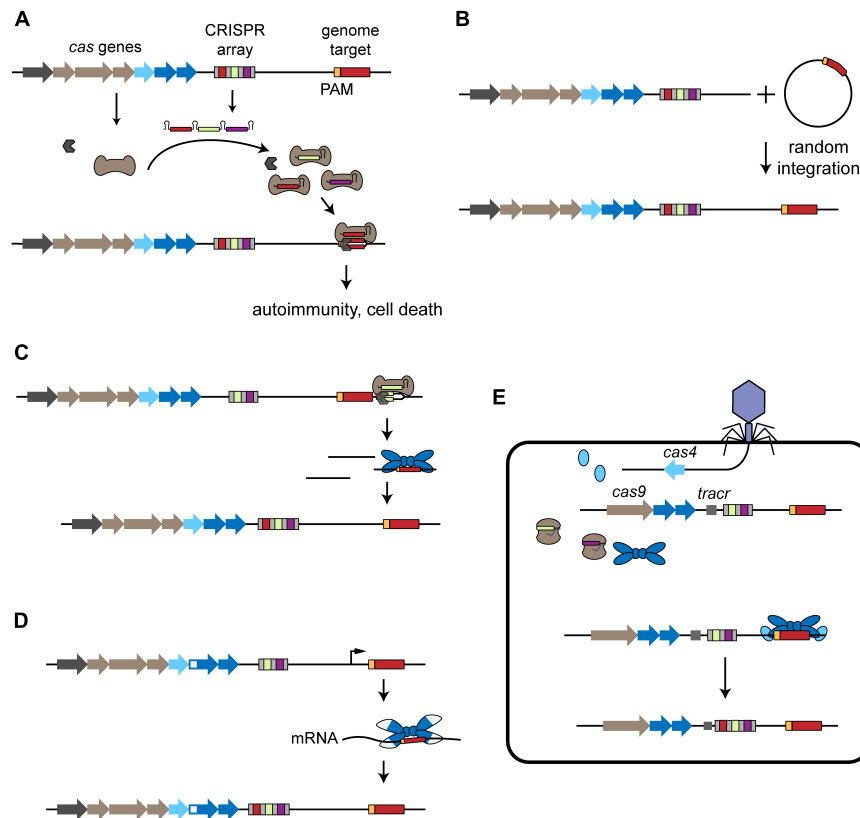 A
cas genes
CRISPR
array
genome
target
PAM
autoimmunity, cell death
B
+
random
integration
C
D
mRNA
E
cas4
cas9
tracr